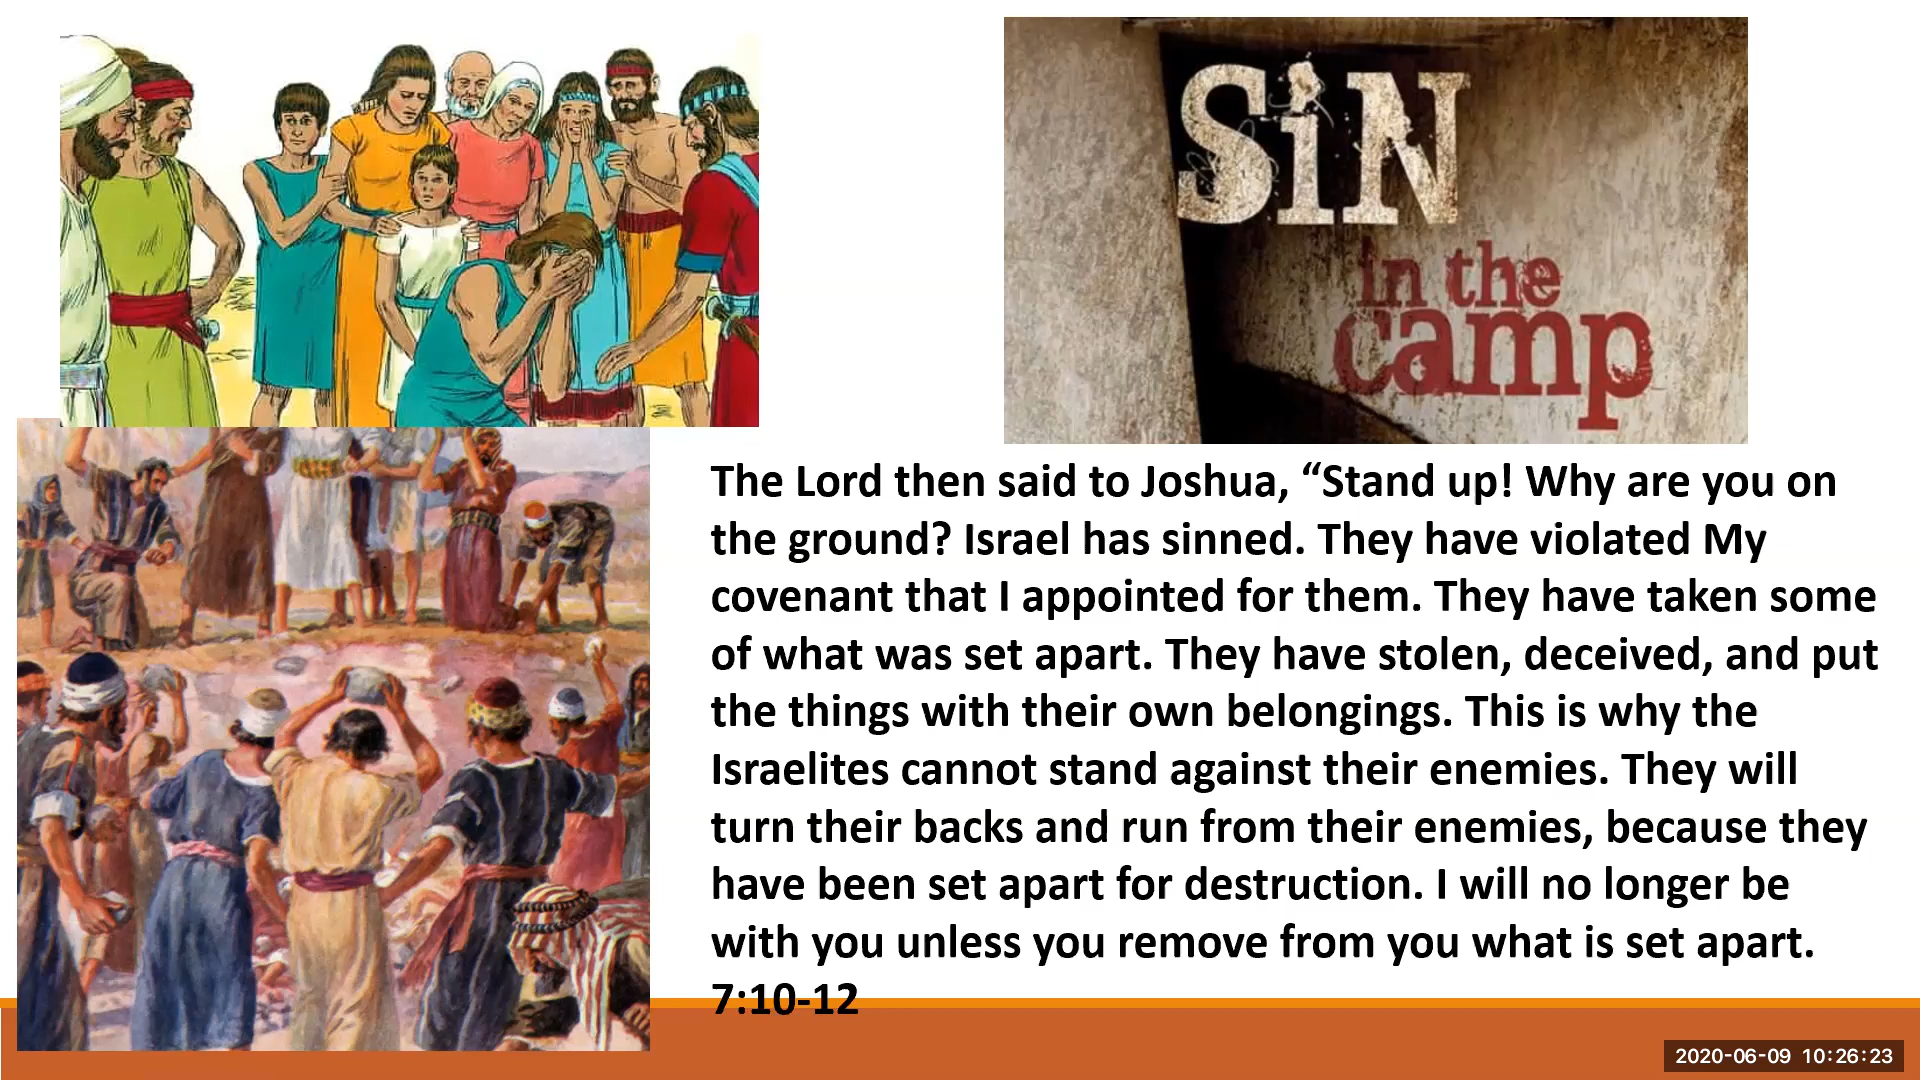 SiN
in the
camp
The Lord then said to Joshua, “Stand up! Why are you on
the ground? Israel has sinned. They have violated My
covenant that I appointed for them. They have taken some
of what was set apart. They have stolen, deceived, and put
the things with their own belongings. This is why the
Israelites cannot stand against their enemies. They will
turn their backs and run from their enemies, because they
have been set apart for destruction. I will no longer be
with you unless you remove from you what is set apart.
7:10-12
2020-06-09 10:26:23